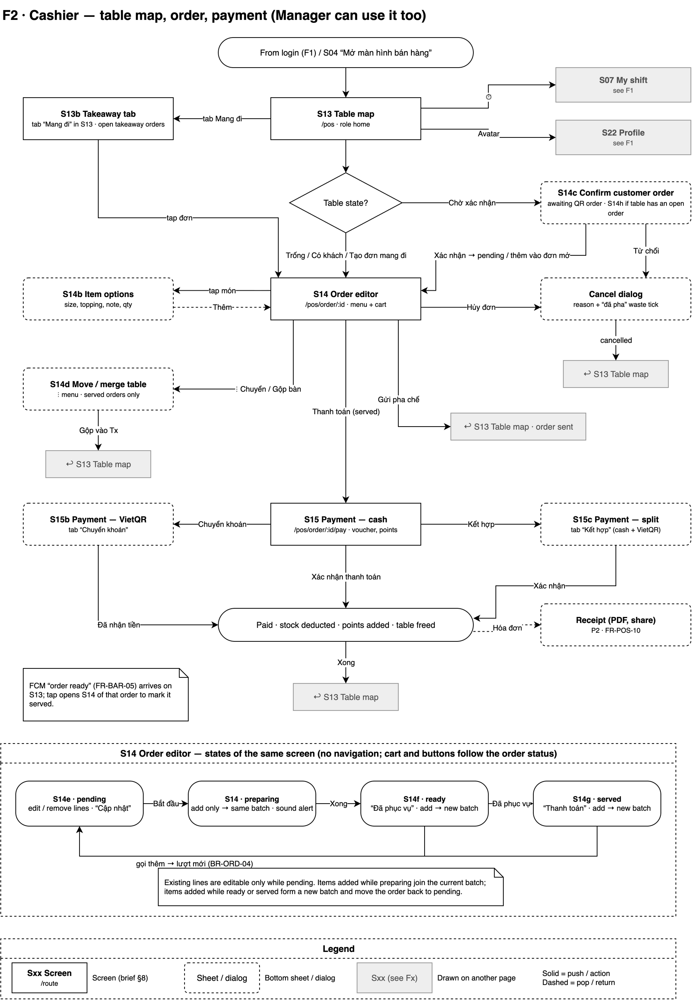 F2 · Cashier — table map, order, payment (Manager can use it too)
From login (F1) / S04 “Mở màn hình bán hàng”
S07 My shift
see F1
⏱
S13b Takeaway tab
tab “Mang đi” in S13 · open takeaway orders
tab Mang đi
S13 Table map
/pos · role home
Avatar
S22 Profile
see F1
Table state?
Chờ xác nhận
S14c Confirm customer order
awaiting QR order · S14h if table has an open
order
tap đơn
Trống / Có khách / Tạo đơn mang đi
Xác nhận → pending / thêm vào đơn mở
Từ chối
S14b Item options
size, topping, note, qty
tap món
Thêm
S14 Order editor
/pos/order/:id · menu + cart
Hủy đơn
Cancel dialog
reason + “đã pha” waste tick
cancelled
↩ S13 Table map
S14d Move / merge table
⋮ menu · served orders only
⋮ Chuyển / Gộp bàn
Gửi pha chế
Thanh toán (served)
↩ S13 Table map · order sent
Gộp vào Tx
↩ S13 Table map
S15b Payment — VietQR
tab “Chuyển khoản”
Chuyển khoản
S15 Payment — cash
/pos/order/:id/pay · voucher, points
Kết hợp
S15c Payment — split
tab “Kết hợp” (cash + VietQR)
Xác nhận thanh toán
Xác nhận
Đã nhận tiền
Paid · stock deducted · points added · table freed
Hóa đơn
Receipt (PDF, share)
P2 · FR-POS-10
Xong
↩ S13 Table map
FCM “order ready” (FR-BAR-05) arrives on
S13; tap opens S14 of that order to mark it
served.
S14 Order editor — states of the same screen (no navigation; cart and buttons follow the order status)
S14e · pending
edit / remove lines · “Cập nhật”
Bắt đầu
S14 · preparing
add only → same batch · sound alert
Xong
S14f · ready
“Đã phục vụ” · add → new batch
Đã phục vụ
S14g · served
“Thanh toán” · add → new batch
gọi thêm → lượt mới (BR-ORD-04)
Existing lines are editable only while pending. Items added while preparing join the current batch;
items added while ready or served form a new batch and move the order back to pending.
Legend
Sxx Screen
/route
Screen (brief §8)
Sheet / dialog
Bottom sheet / dialog
Sxx (see Fx)
Drawn on another page
Solid = push / action
Dashed = pop / return